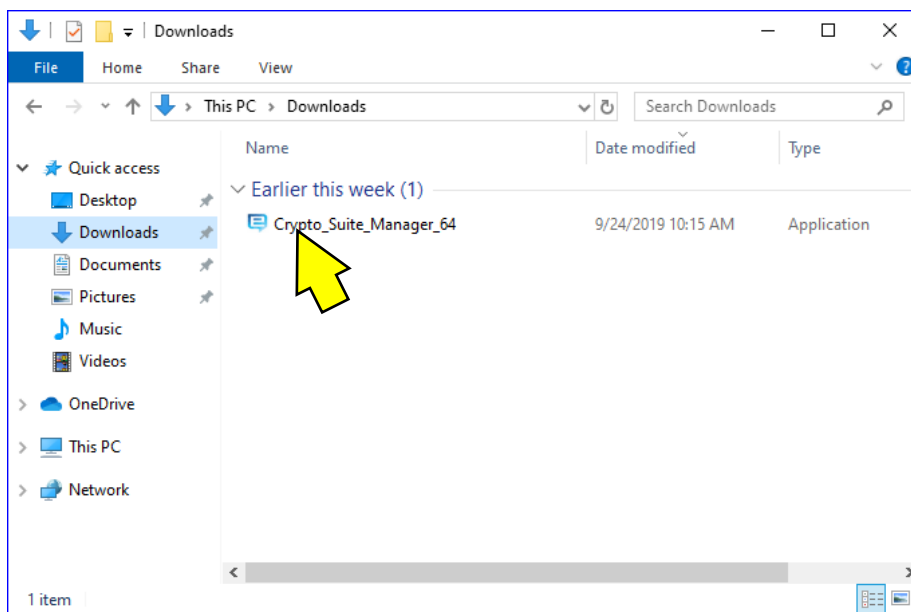 Downloads
File Home Share View ?
This PC > Downloads Search Downloads
Name Date modified Type
Quick access
Earlier this week (1)
Desktop
Crypto_Suite_Manager_64 9/24/2019 10:15 AM Application
Downloads
Documents
Pictures
Music
Videos
OneDrive
This PC
Network
1 item